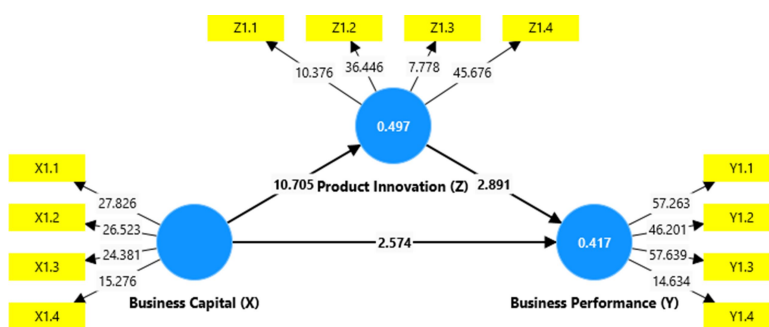 Z1.1 Z1.2 Z1.3 Z1.4
10.376 36.446 7.778 45.676
0.497
X1.1 Y1.1
10.705 Product Innovation (Z) 2.891
27.826 57.263
X1.2 26.523 46.201 Y1.2
2.574 0.417
X1.3 24.381 57.639 Y1.3
15.276 14.634
Business Capital (X) Business Performance (Y)
X1.4 Y1.4